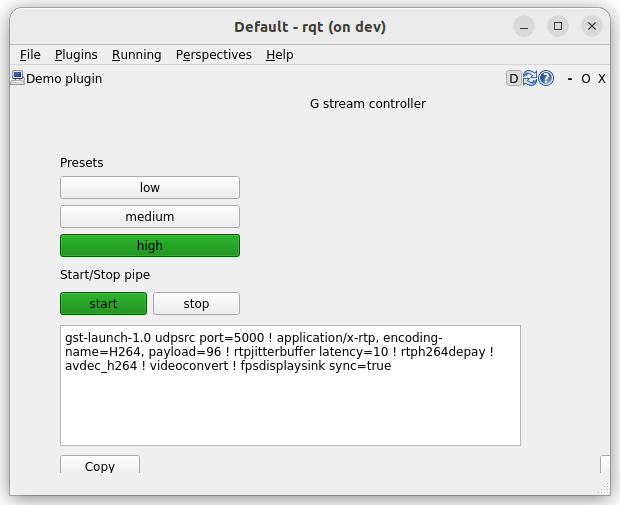 Default - rqt (on dev)
File Plugins Running Perspectives Help
Demo plugin D ? - O X
G stream controller
Presets
low
medium
high
Start/Stop pipe
start stop
gst-launch-1.0 udpsrc port=5000 ! application/x-rtp, encoding-
name=H264, payload=96 ! rtpjitterbuffer latency=10 ! rtph264depay !
avdec_h264 ! videoconvert ! fpsdisplaysink sync=true
Copy